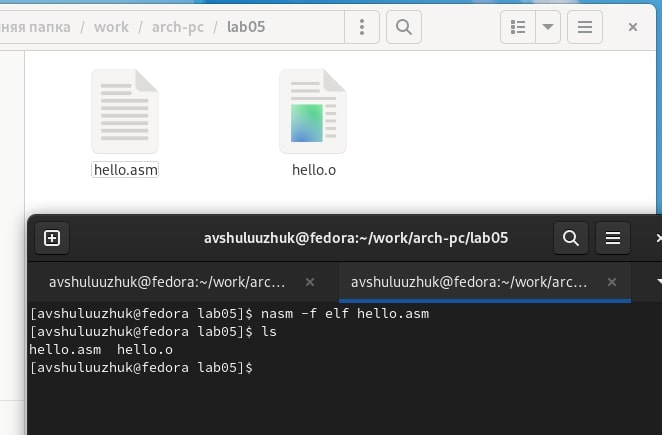 няя папка / work / arch-pc / lab05
hello.asm hello.o
avshuluuzhuk@fedora:~/work/arch-pc/lab05
avshuluuzhuk@fedora:~/work/arc... avshuluuzhuk@fedora:~/work/arc...
[avshuluuzhuk@fedora lab05]$ nasm -f elf hello.asm
[avshuluuzhuk@fedora lab05]$ ls
hello.asm  hello.o
[avshuluuzhuk@fedora lab05]$